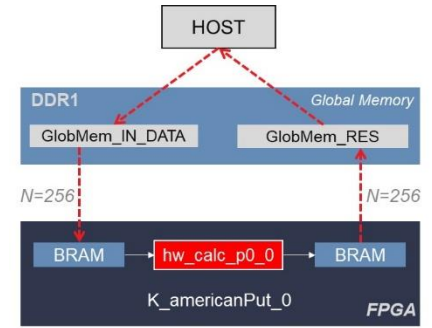 HOST
DDR1
Global Memory
GlobMem_IN_DATA
GlobMem_RES
N=256
N=256
BRAM
hw_calc_p0_0
BRAM
K_americanPut_0
FPGA